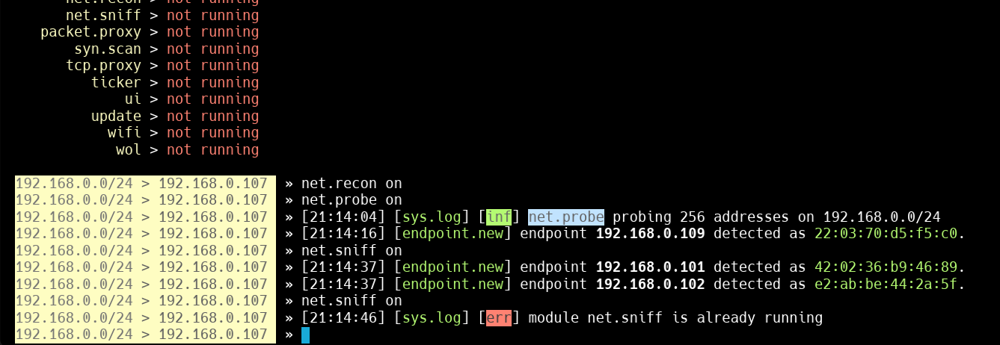 net.recon > not running
net.sniff > not running
packet.proxy > not running
syn.scan > not running
tcp.proxy > not running
ticker > not running
ui > not running
update > not running
wifi > not running
wol > not running
192.168.0.0/24 > 192.168.0.107 » net.recon on
192.168.0.0/24 > 192.168.0.107 » net.probe on
192.168.0.0/24 > 192.168.0.107 » [21:14:04] [sys.log] [inf] net.probe probing 256 addresses on 192.168.0.0/24
192.168.0.0/24 > 192.168.0.107 » [21:14:16] [endpoint.new] endpoint 192.168.0.109 detected as 22:03:70:d5:f5:c0.
192.168.0.0/24 > 192.168.0.107 » net.sniff on
192.168.0.0/24 > 192.168.0.107 » [21:14:37] [endpoint.new] endpoint 192.168.0.101 detected as 42:02:36:b9:46:89.
192.168.0.0/24 > 192.168.0.107 » [21:14:37] [endpoint.new] endpoint 192.168.0.102 detected as e2:ab:be:44:2a:5f.
192.168.0.0/24 > 192.168.0.107 » net.sniff on
192.168.0.0/24 > 192.168.0.107 » [21:14:46] [sys.log] [err] module net.sniff is already running
192.168.0.0/24 > 192.168.0.107 »